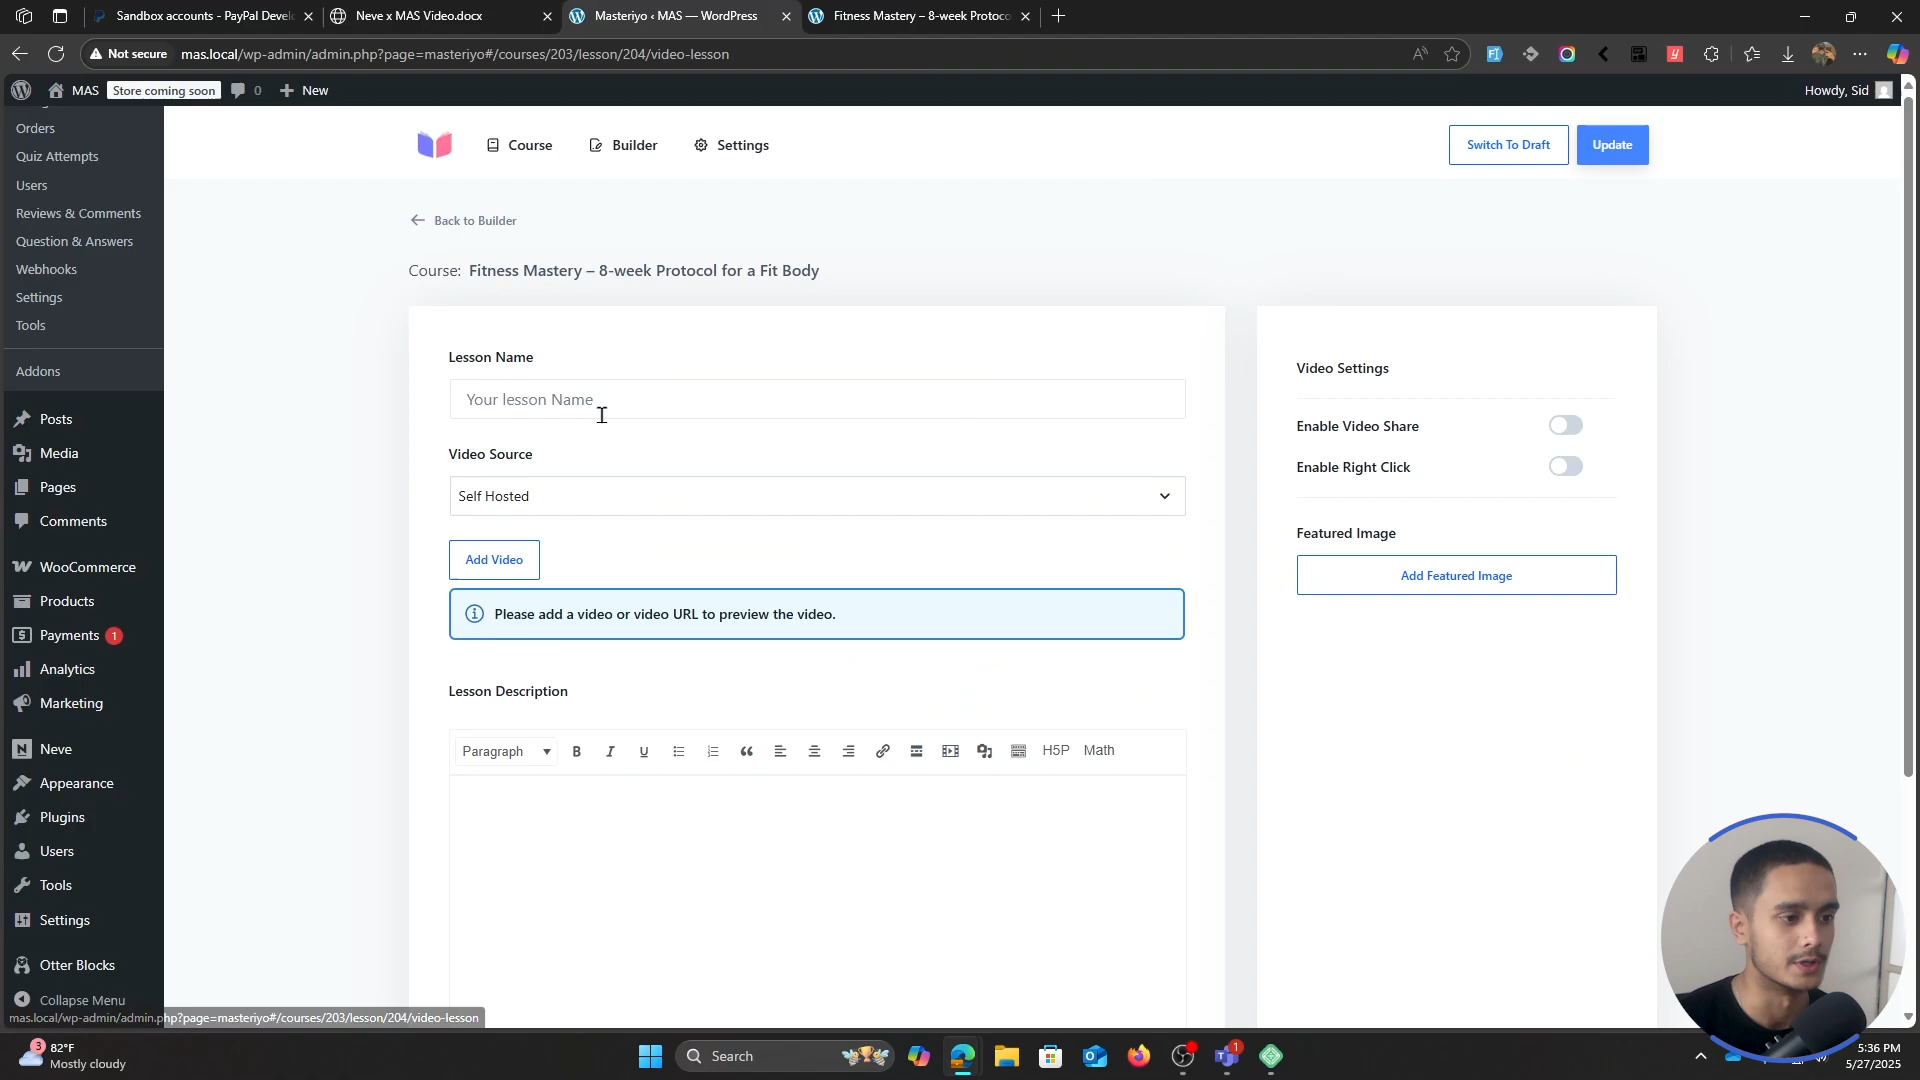 Sandbox accounts - PayPal Devel
Neve x MAS Video.docx
Masteriyo ‹ MAS — WordPress
Fitness Mastery – 8-week Protoco
Not secure
mas.local/wp-admin/admin.php?page=masteriyo#/courses/203/lesson/204/video-lesson
MAS
Store coming soon
0
New
Howdy, Sid
Orders
Quiz Attempts
Users
Reviews & Comments
Question & Answers
Webhooks
Settings
Tools
Addons
Posts
Media
Pages
Comments
WooCommerce
Products
Payments 1
Analytics
Marketing
Neve
Appearance
Plugins
Users
Tools
Settings
Otter Blocks
Collapse Menu
mas.local/wp-admin/admin.php?page=masteriyo#/courses/203/lesson/204/video-lesson
Course
Builder
Settings
Switch To Draft
Update
Back to Builder
Course: Fitness Mastery – 8-week Protocol for a Fit Body
Lesson Name
Your lesson Name
Video Source
Self Hosted
Add Video
Please add a video or video URL to preview the video.
Lesson Description
Paragraph
B
I
U
H5P
Math
Video Settings
Enable Video Share
Enable Right Click
Featured Image
Add Featured Image
3
82°F
Mostly cloudy
Search
1
5:36 PM
5/27/2025